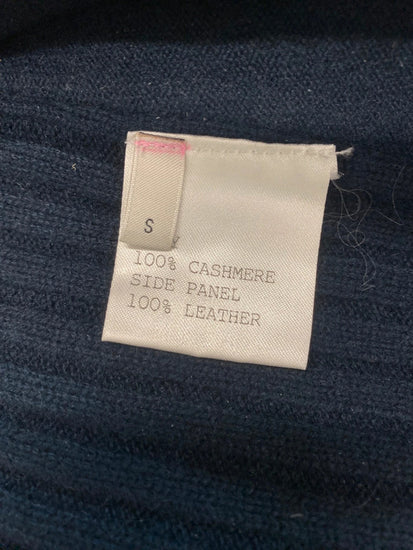 S
100% CASHMERE
SIDE PANEL
100% LEATHER